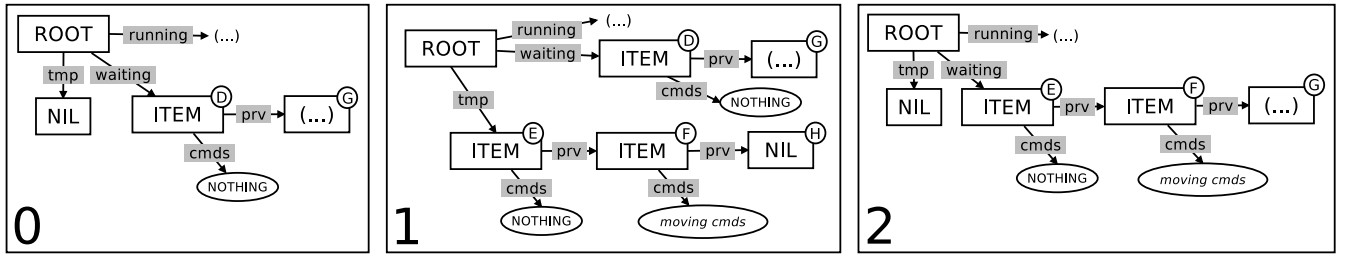 ROOT
running
(...)
tmp
waiting
NIL
ITEM
D
prv
(...)
G
cmds
NOTHING
0
ROOT
running
(...)
waiting
ITEM
D
prv
(...)
G
cmds
NOTHING
tmp
ITEM
E
prv
ITEM
F
prv
NIL
H
cmds
NOTHING
cmds
moving cmds
1
ROOT
running
(...)
tmp
waiting
NIL
ITEM
E
prv
ITEM
F
prv
(...)
G
cmds
NOTHING
cmds
moving cmds
2